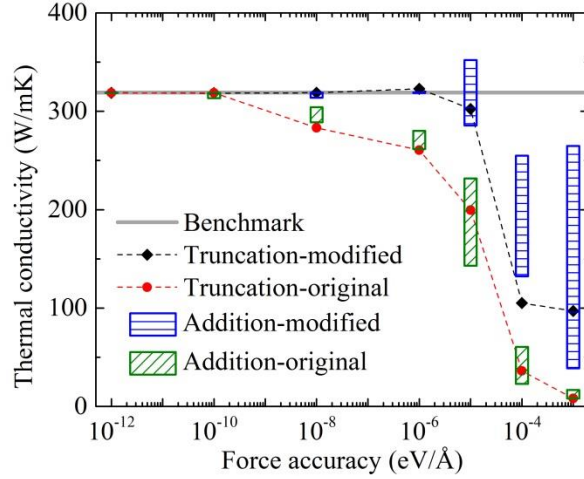 400
300
200
100
0
Thermal conductivity (W/mK)
Benchmark
Truncation-modified
Truncation-original
Addition-modified
Addition-original
10⁻¹² 10⁻¹⁰ 10⁻⁸ 10⁻⁶ 10⁻⁴
Force accuracy (eV/Å)